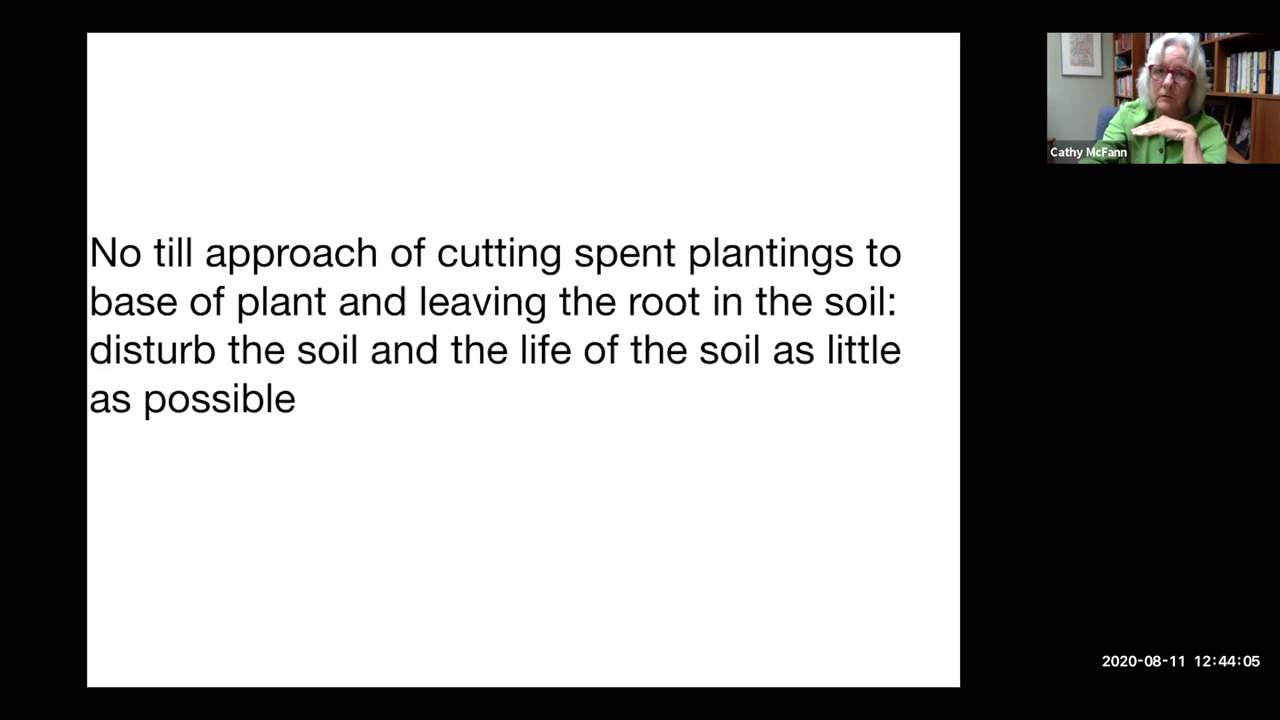 No till approach of cutting spent plantings to
base of plant and leaving the root in the soil:
disturb the soil and the life of the soil as little
as possible
Cathy McFann
2020-08-11 12:44:05